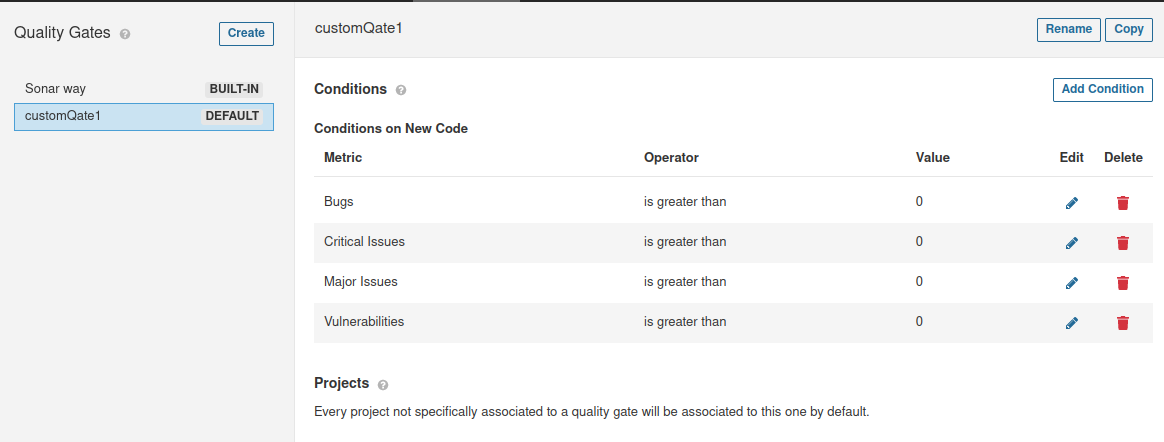 Quality Gates
Create
Sonar way BUILT-IN
customQate1 DEFAULT
customQate1
Rename Copy
Conditions
Add Condition
Conditions on New Code
Metric Operator Value Edit Delete
Bugs is greater than 0
Critical Issues is greater than 0
Major Issues is greater than 0
Vulnerabilities is greater than 0
Projects
Every project not specifically associated to a quality gate will be associated to this one by default.